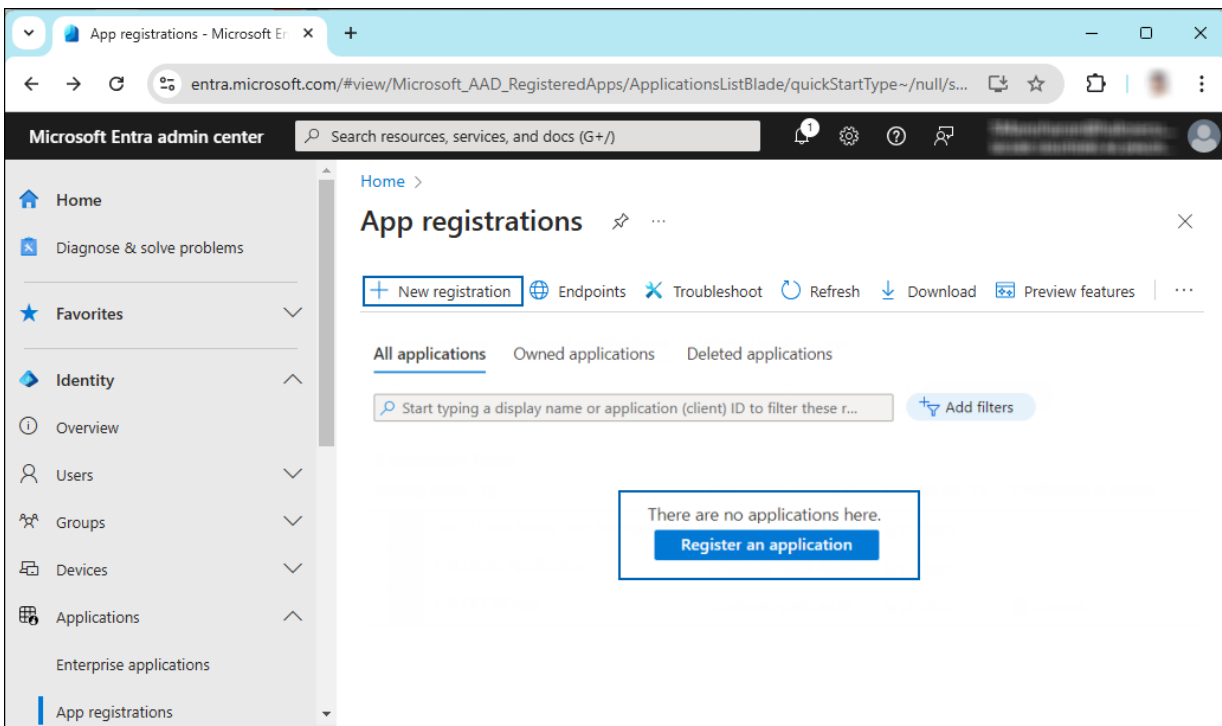 App registrations - Microsoft En
entra.microsoft.com/#view/Microsoft_AAD_RegisteredApps/ApplicationsListBlade/quickStartType~/null/s...
Microsoft Entra admin center
Search resources, services, and docs (G+/)
1
Home
Diagnose & solve problems
Favorites
Identity
Overview
Users
Groups
Devices
Applications
Enterprise applications
App registrations
Home >
App registrations
New registration
Endpoints
Troubleshoot
Refresh
Download
Preview features
All applications
Owned applications
Deleted applications
Start typing a display name or application (client) ID to filter these r...
Add filters
There are no applications here.
Register an application